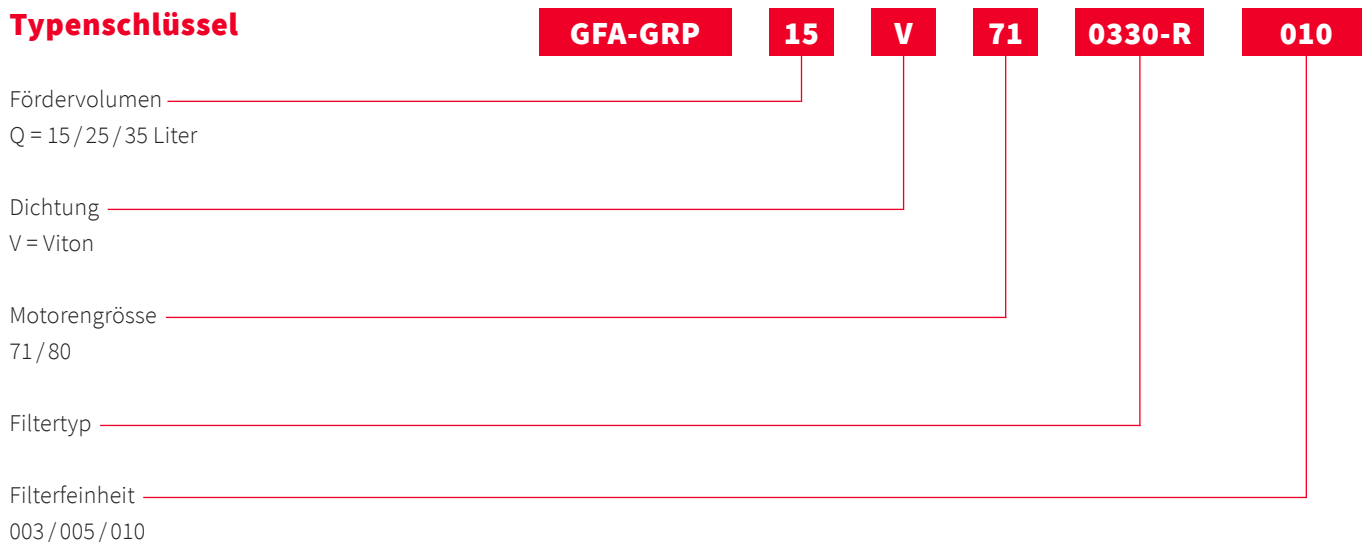 Typenschlüssel
GFA-GRP 15 V 71 0330-R 010
Fördervolumen
Q = 15 / 25 / 35 Liter
Dichtung
V = Viton
Motorengrösse
71 / 80
Filtertyp
Filterfeinheit
003 / 005 / 010